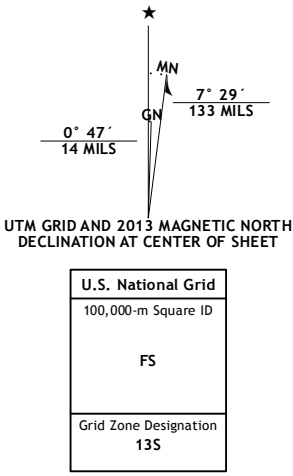 ★
MN
GN
7° 29´
133 MILS
0° 47´
14 MILS
UTM GRID AND 2013 MAGNETIC NORTH
DECLINATION AT CENTER OF SHEET
U.S. National Grid
100,000-m Square ID
FS
Grid Zone Designation
13S